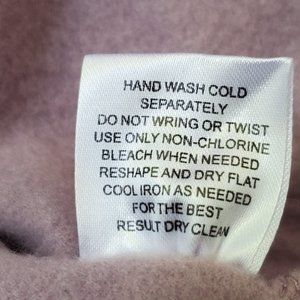 HAND WASH COLD
SEPARATELY
DO NOT WRING OR TWIST
USE ONLY NON-CHLORINE
BLEACH WHEN NEEDED
RESHAPE AND DRY FLAT
COOL IRON AS NEEDED
FOR THE BEST
RESULT DRY CLEAN